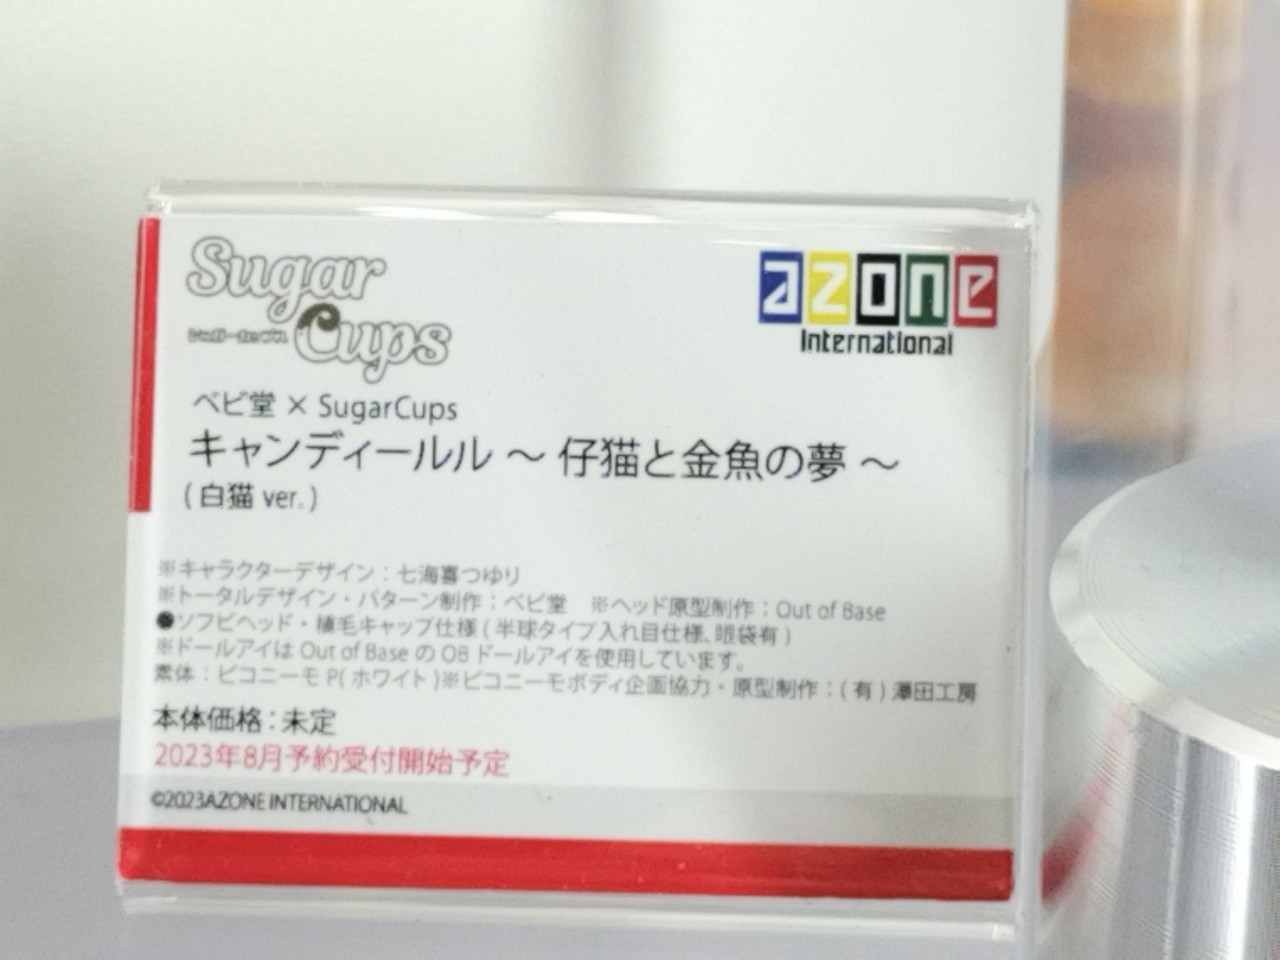 Sugar
Cups
シュガーカップス
azone
International
ベビ堂 × SugarCups
キャンディールル ～ 仔猫と金魚の夢 ～
( 白猫 ver. )
※キャラクターデザイン：七海喜つゆり
※トータルデザイン・パターン制作：ベビ堂　※ヘッド原型制作：Out of Base
●ソフビヘッド・植毛キャップ仕様 ( 半球タイプ入れ目仕様、眼袋有 )
※ドールアイは Out of Base の OB ドールアイを使用しています。
素体：ピコニーモ P( ホワイト )※ピコニーモボディ企画協力・原型制作：( 有 ) 澤田工房
本体価格：未定
2023年8月予約受付開始予定
©2023AZONE INTERNATIONAL